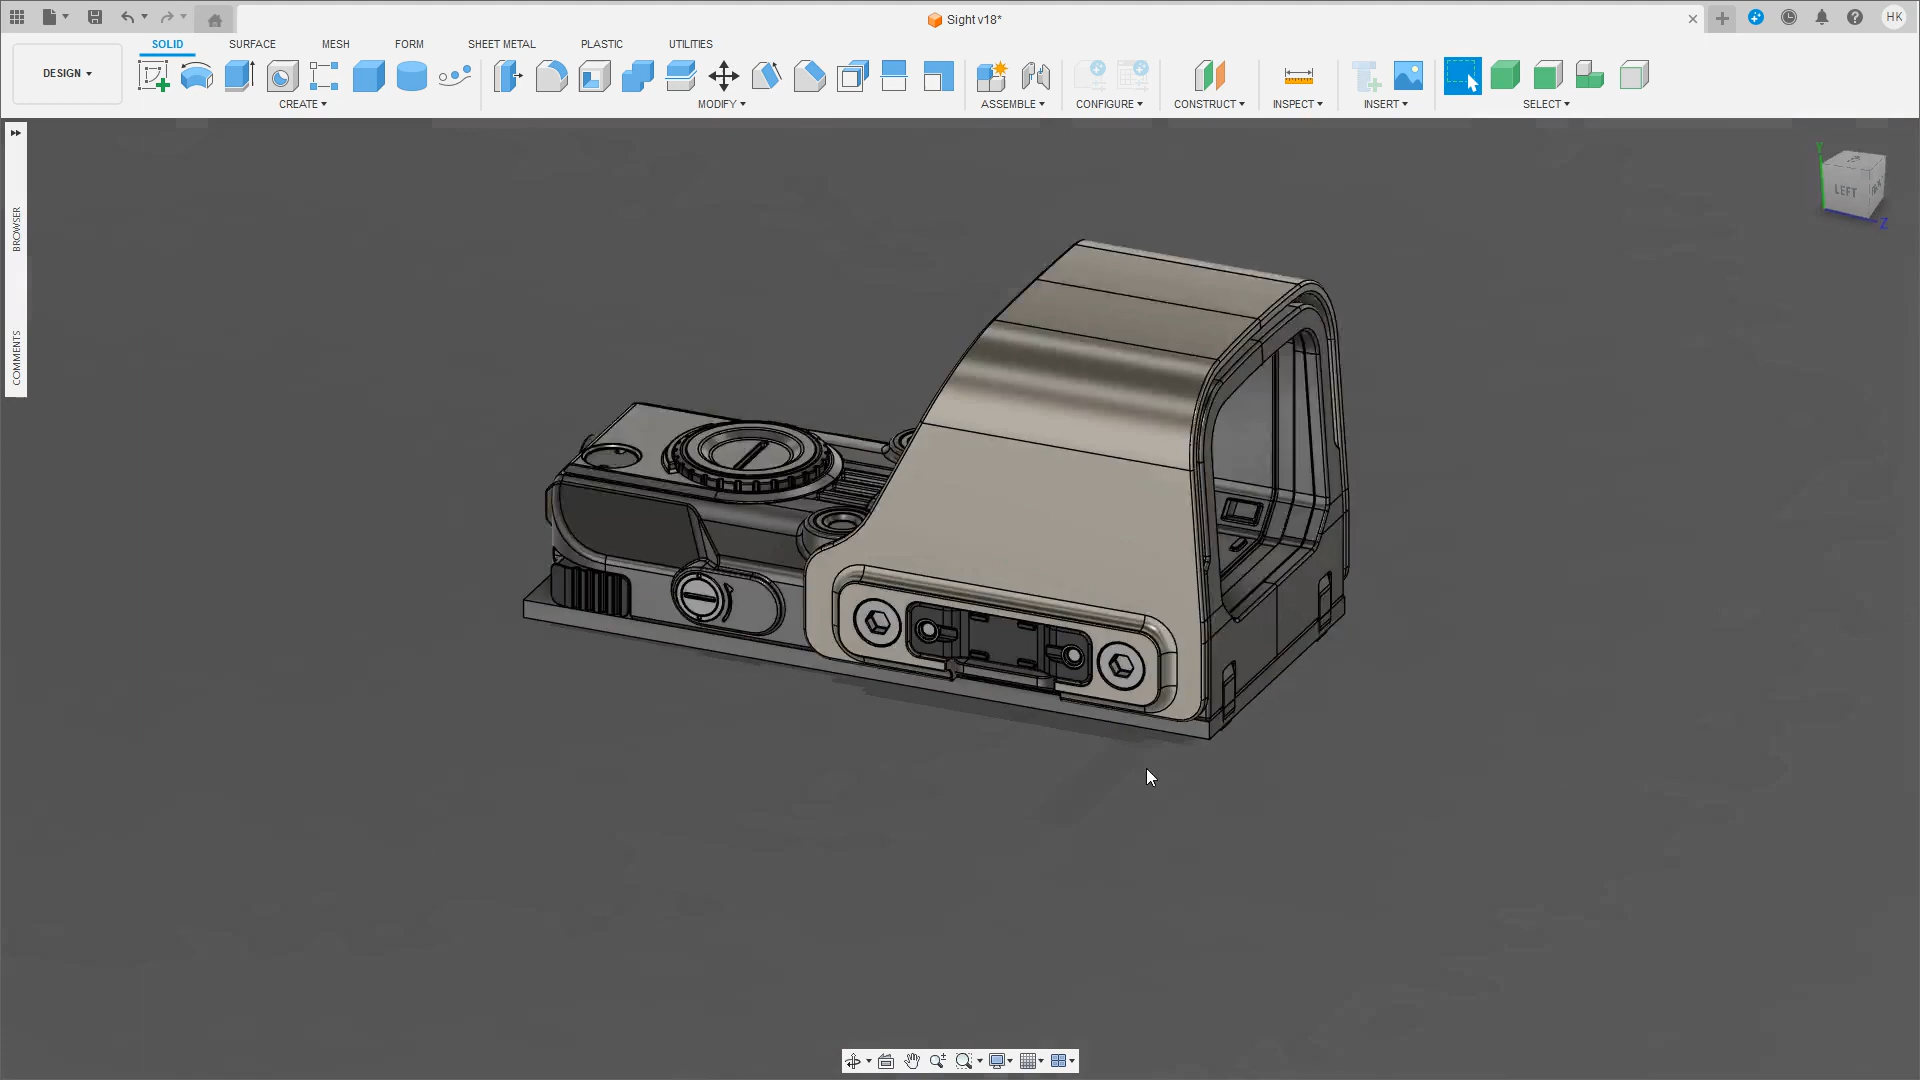 Sight v18*
HK
SOLID SURFACE MESH FORM SHEET METAL PLASTIC UTILITIES
DESIGN
CREATE MODIFY ASSEMBLE CONFIGURE CONSTRUCT INSPECT INSERT SELECT
BROWSER
COMMENTS
Y
LEFT
Z